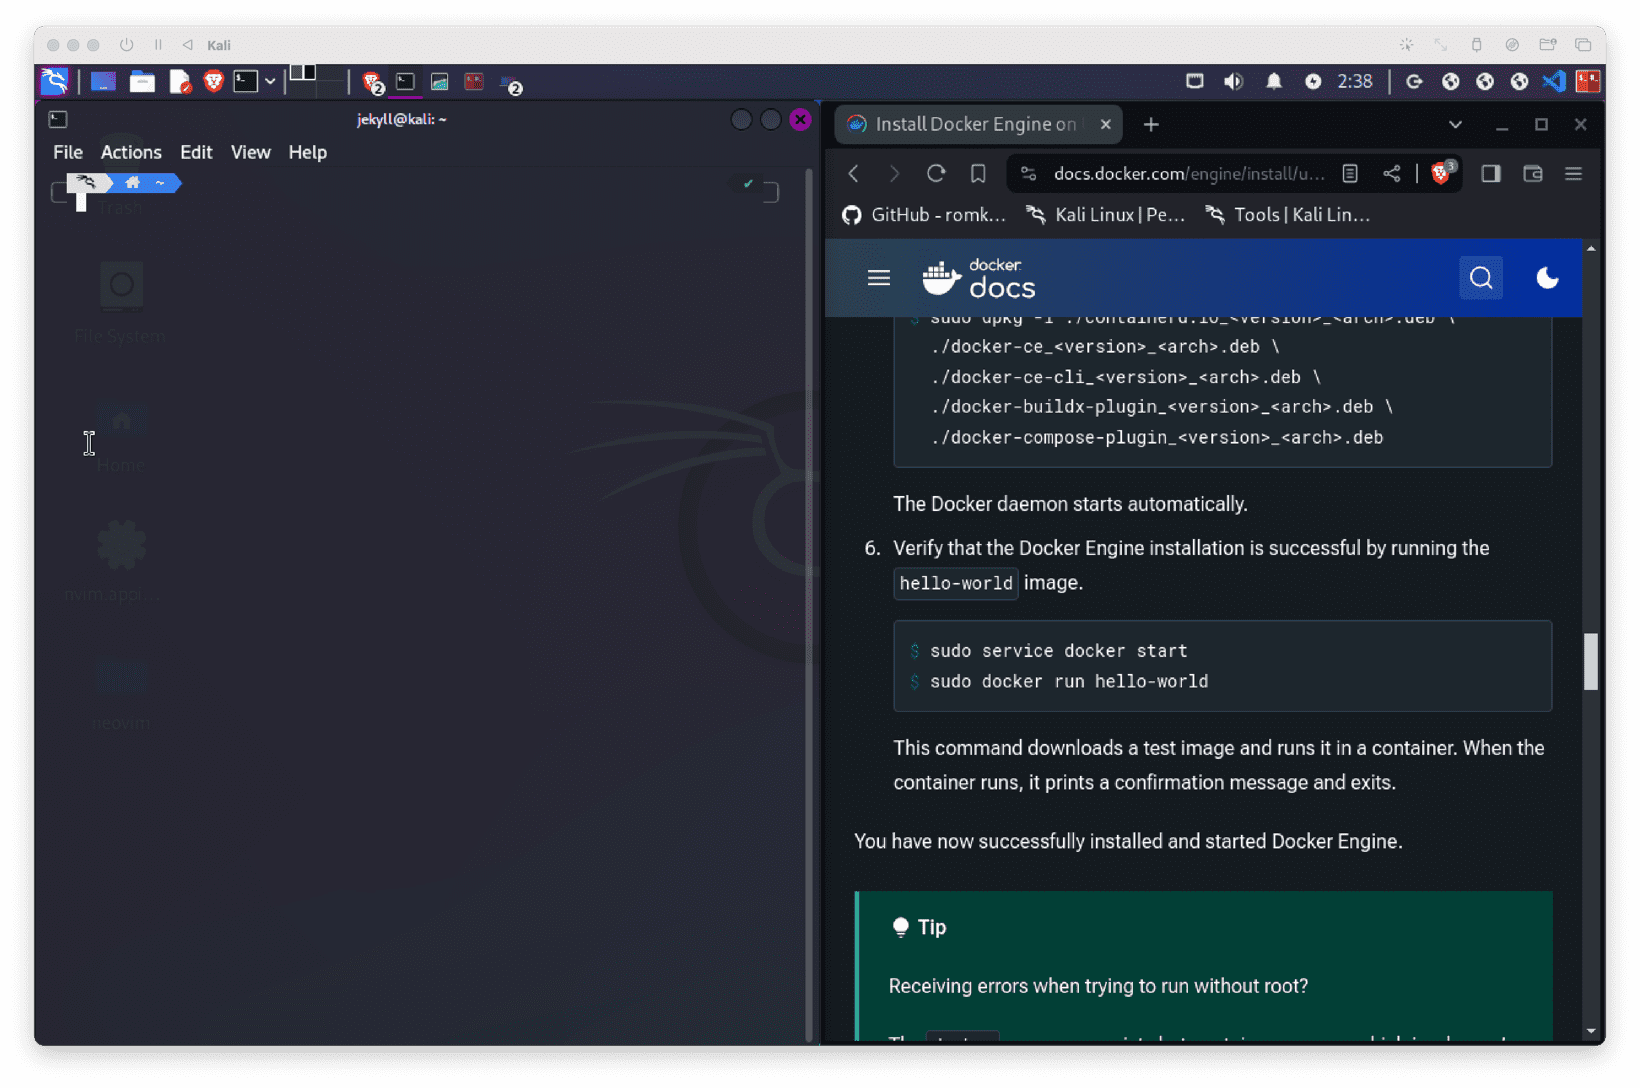 Kali
2
2
2:38
jekyll@kali: ~
File Actions Edit View Help
~
Trash
File System
Home
neovim
Install Docker Engine on
docs.docker.com/engine/install/u...
3
GitHub - romk... Kali Linux | Pe... Tools | Kali Lin...
docker
docs
$ sudo dpkg -i ./containerd.io_<version>_<arch>.deb \
./docker-ce_<version>_<arch>.deb \
./docker-ce-cli_<version>_<arch>.deb \
./docker-buildx-plugin_<version>_<arch>.deb \
./docker-compose-plugin_<version>_<arch>.deb
The Docker daemon starts automatically.
6. Verify that the Docker Engine installation is successful by running the
hello-world image.
$ sudo service docker start
$ sudo docker run hello-world
This command downloads a test image and runs it in a container. When the
container runs, it prints a confirmation message and exits.
You have now successfully installed and started Docker Engine.
Tip
Receiving errors when trying to run without root?